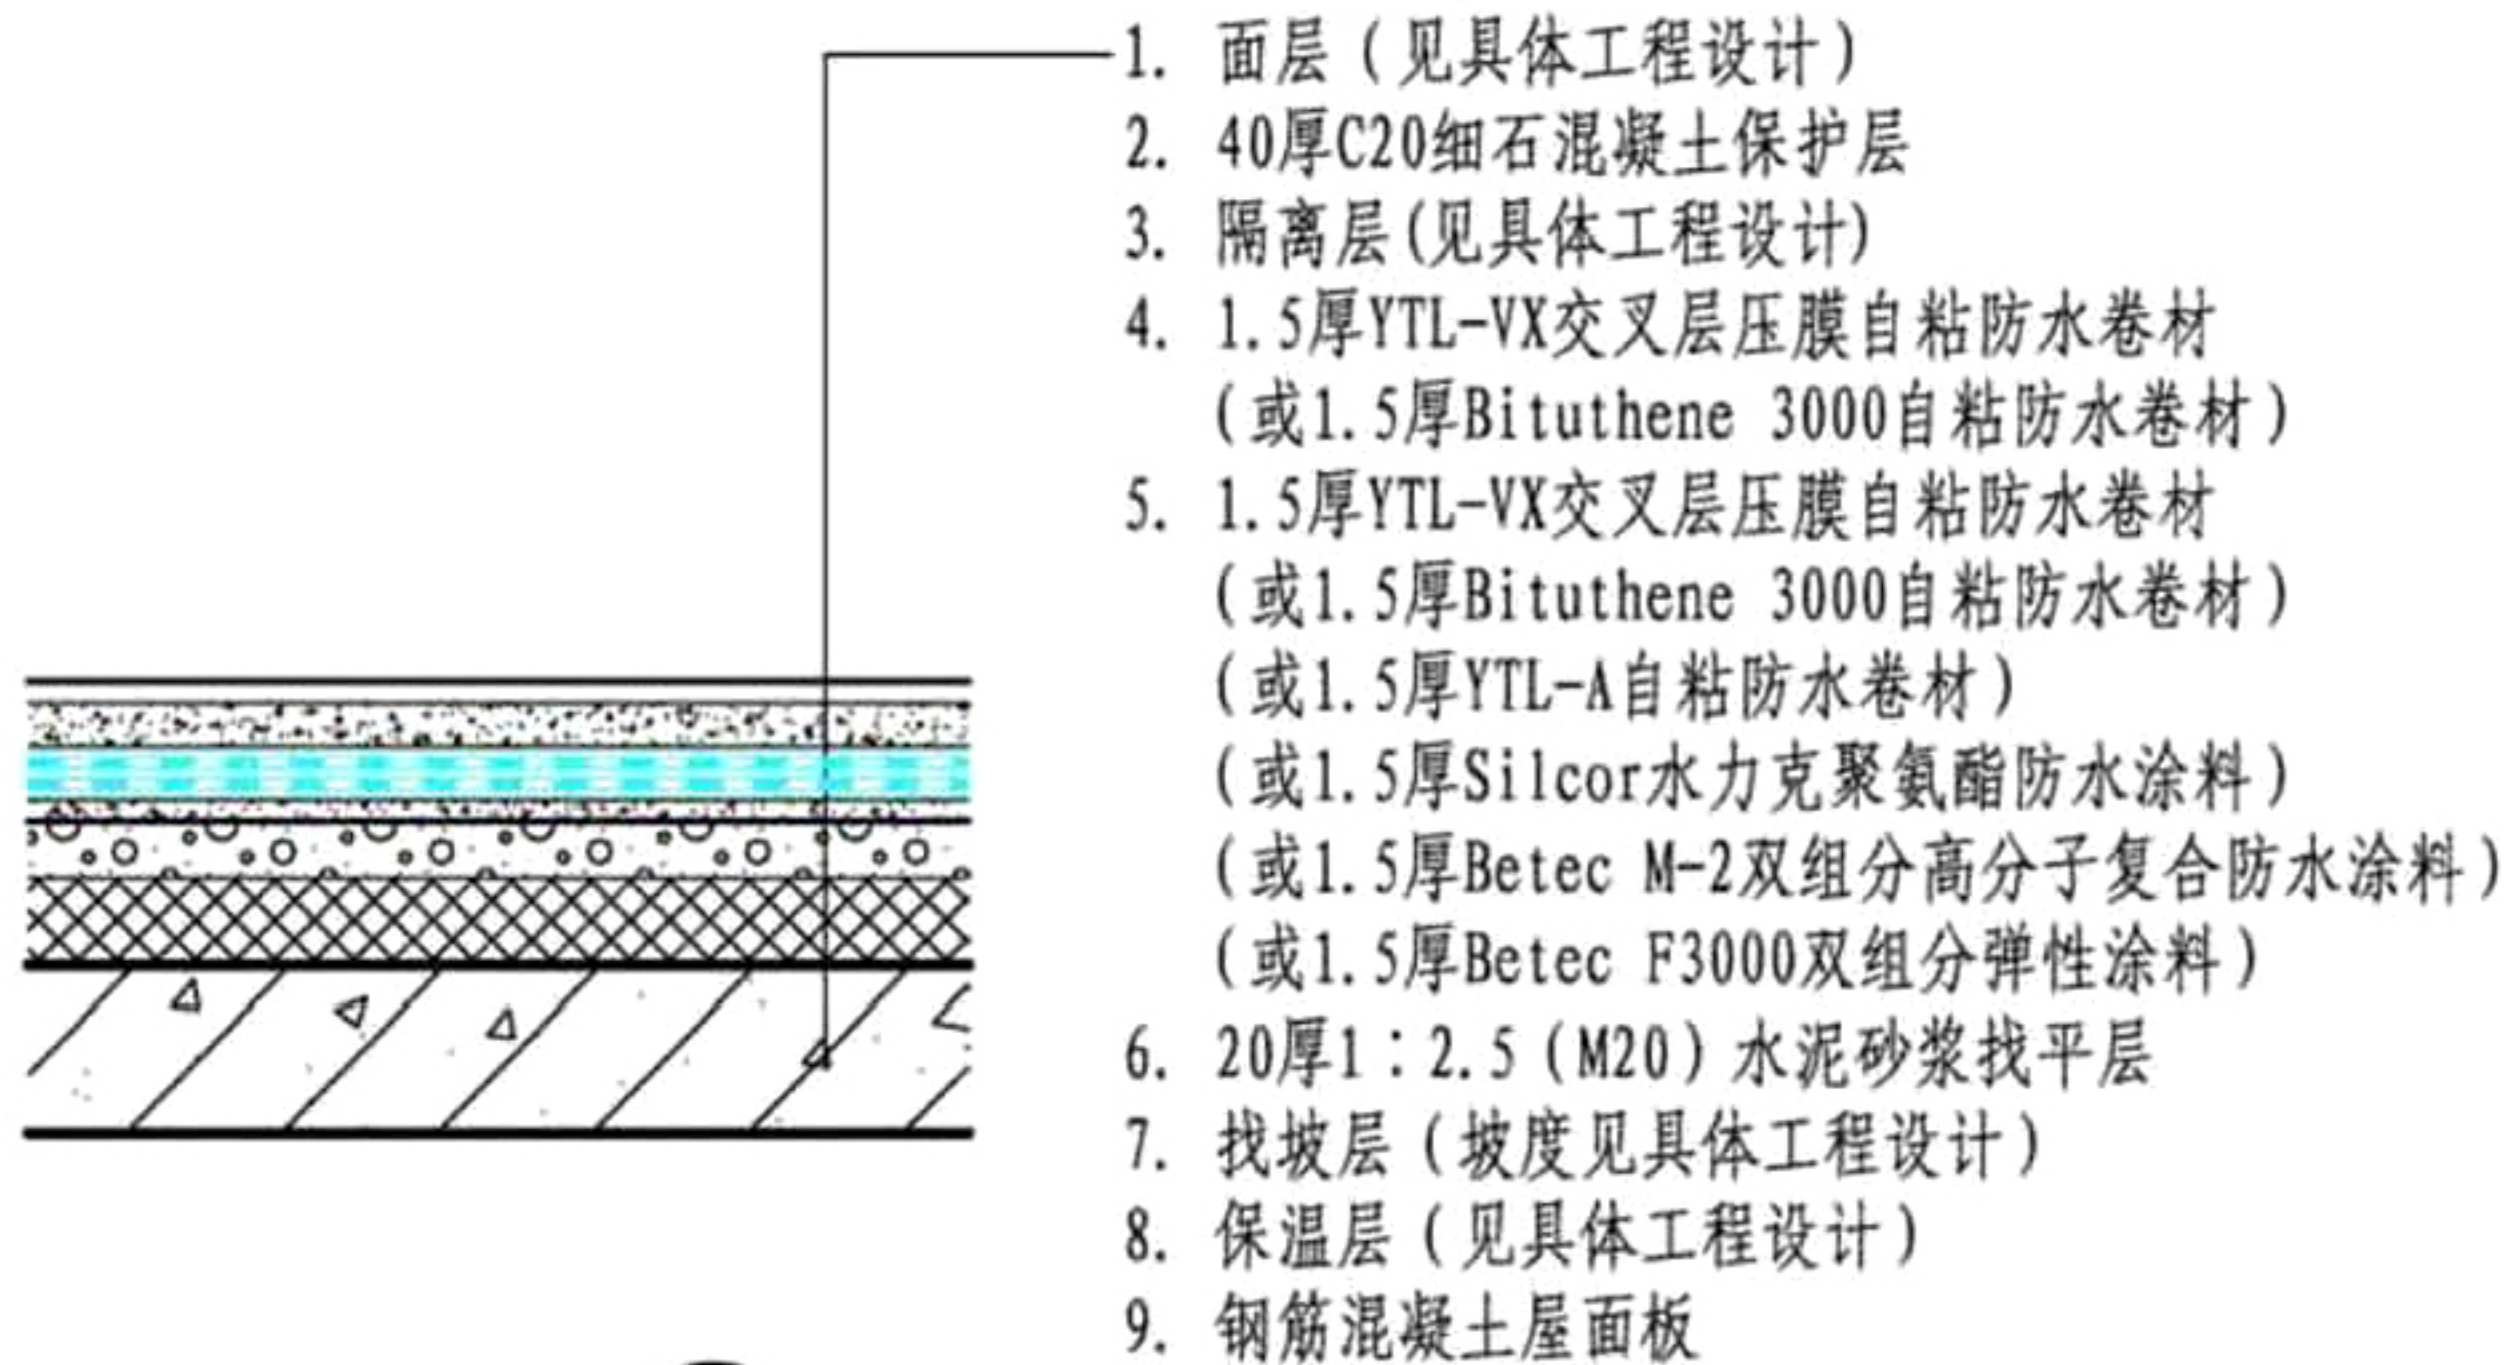 1. 面层（见具体工程设计）
2. 40厚C20细石混凝土保护层
3. 隔离层(见具体工程设计)
4. 1.5厚YTL-VX交叉层压膜自粘防水卷材
(或1.5厚Bituthene 3000自粘防水卷材)
5. 1.5厚YTL-VX交叉层压膜自粘防水卷材
(或1.5厚Bituthene 3000自粘防水卷材)
(或1.5厚YTL-A自粘防水卷材)
(或1.5厚Silcor水力克聚氨酯防水涂料)
(或1.5厚Betec M-2双组分高分子复合防水涂料)
(或1.5厚Betec F3000双组分弹性涂料)
6. 20厚1：2.5（M20）水泥砂浆找平层
7. 找坡层（坡度见具体工程设计）
8. 保温层（见具体工程设计）
9. 钢筋混凝土屋面板